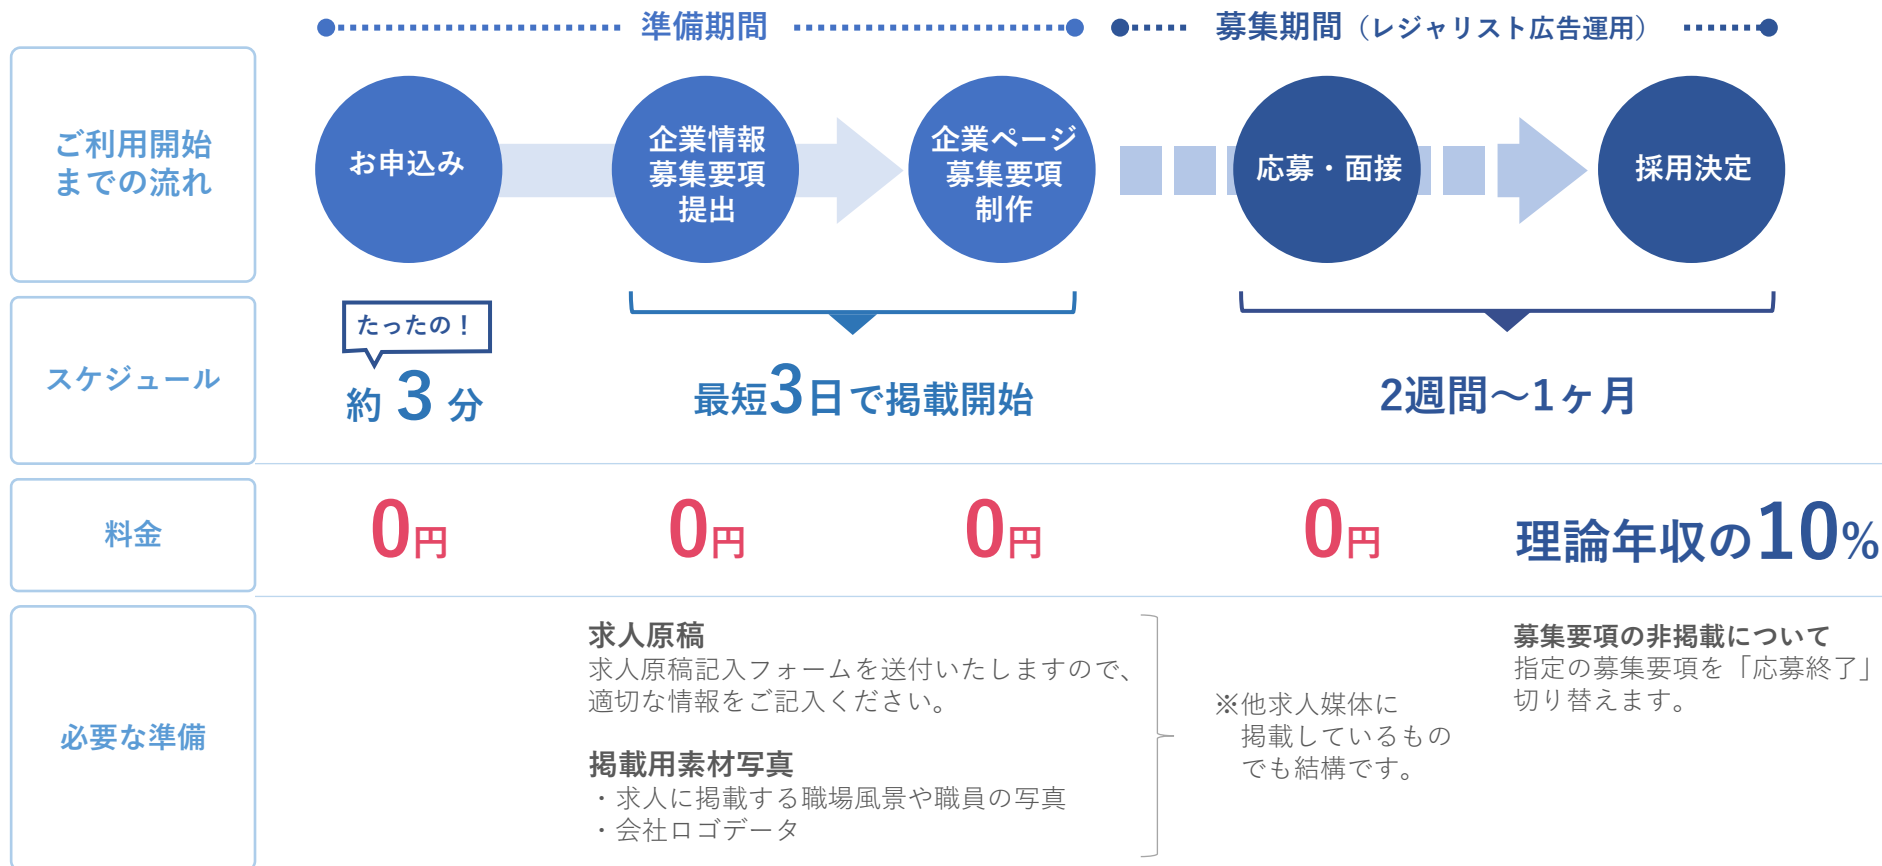 準備期間
募集期間（レジャリスト広告運用）
ご利用開始
までの流れ
お申込み
企業情報
募集要項
提出
企業ページ
募集要項
制作
応募・面接
採用決定
スケジュール
たったの！
約3分
最短3日で掲載開始
2週間〜1ヶ月
料金
0円
0円
0円
0円
理論年収の10%
必要な準備
求人原稿
求人原稿記入フォームを送付いたしますので、
適切な情報をご記入ください。
掲載用素材写真
・求人に掲載する職場風景や職員の写真
・会社ロゴデータ
※他求人媒体に
掲載しているもの
でも結構です。
募集要項の非掲載について
指定の募集要項を「応募終了」
切り替えます。